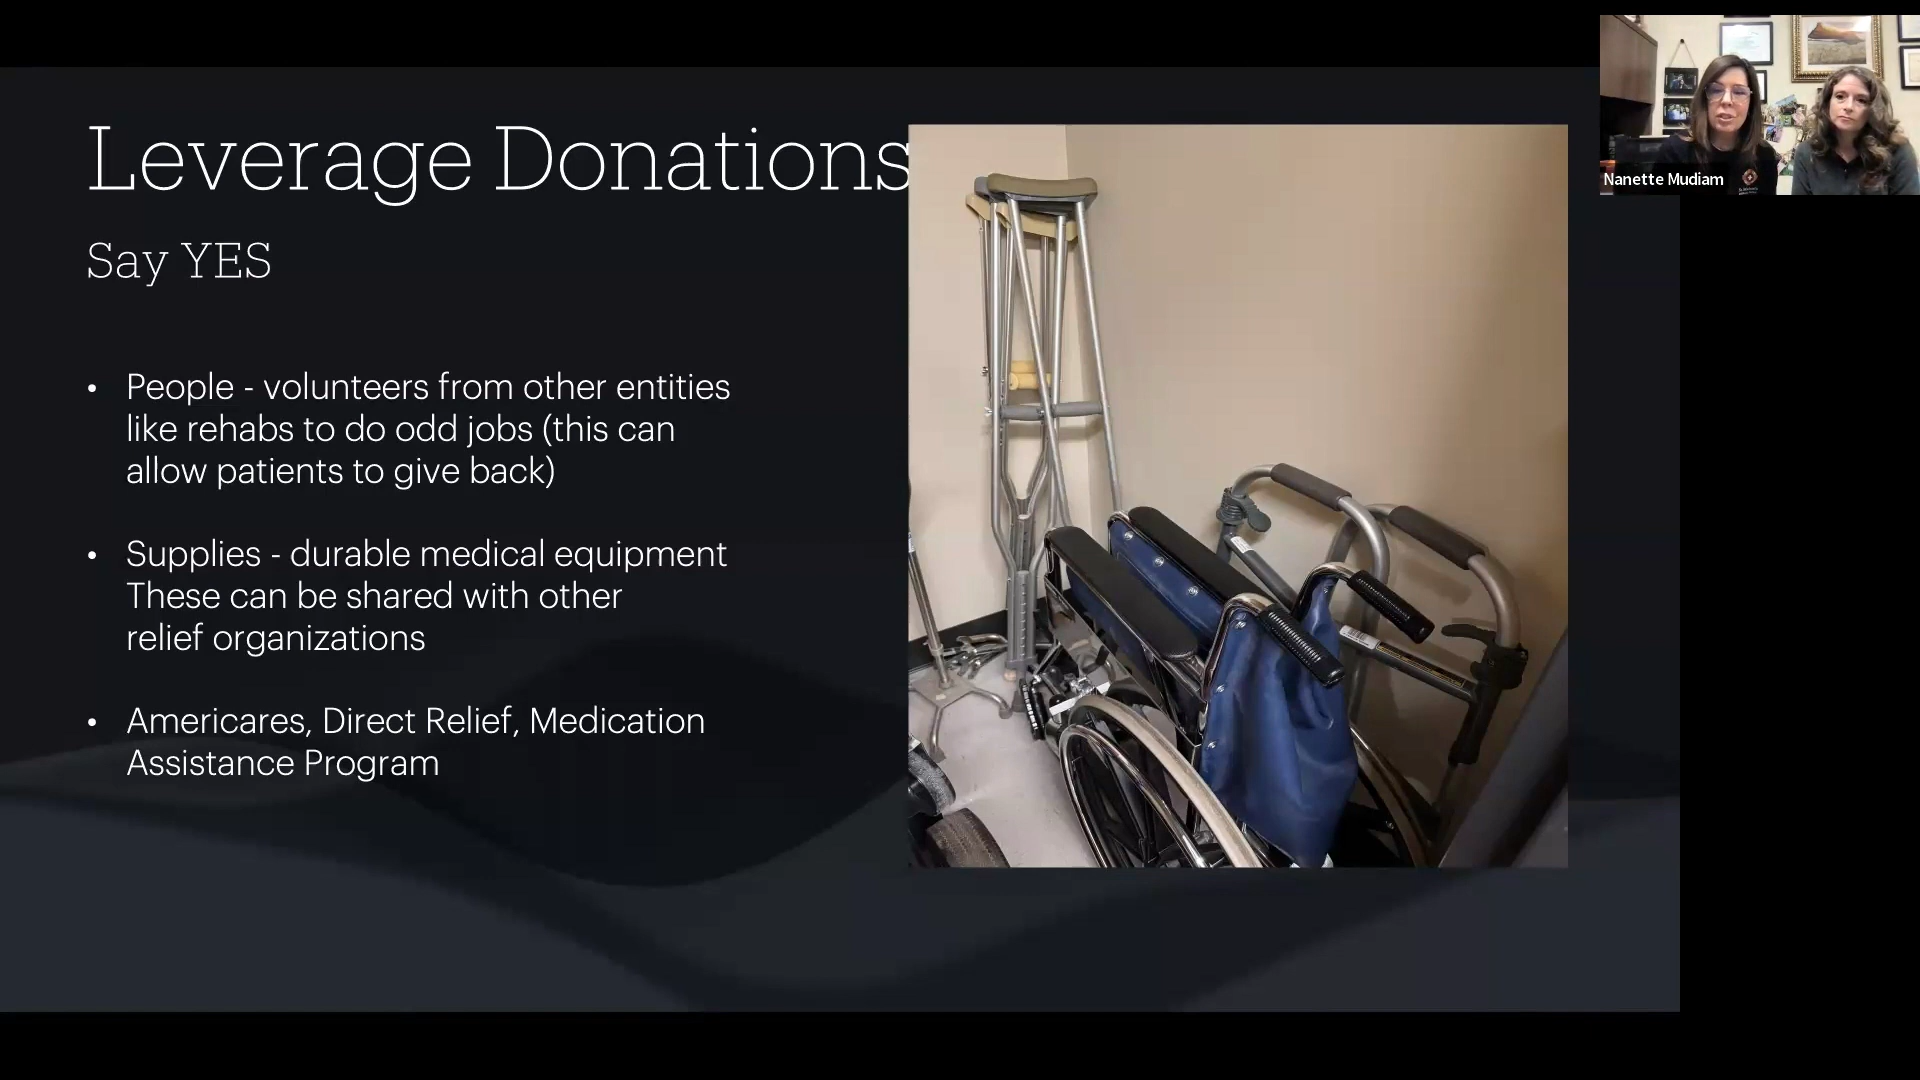 Leverage Donations
Say YES
• People - volunteers from other entities
like rehabs to do odd jobs (this can
allow patients to give back)
• Supplies - durable medical equipment
These can be shared with other
relief organizations
• Americares, Direct Relief, Medication
Assistance Program
Nanette Mudiam